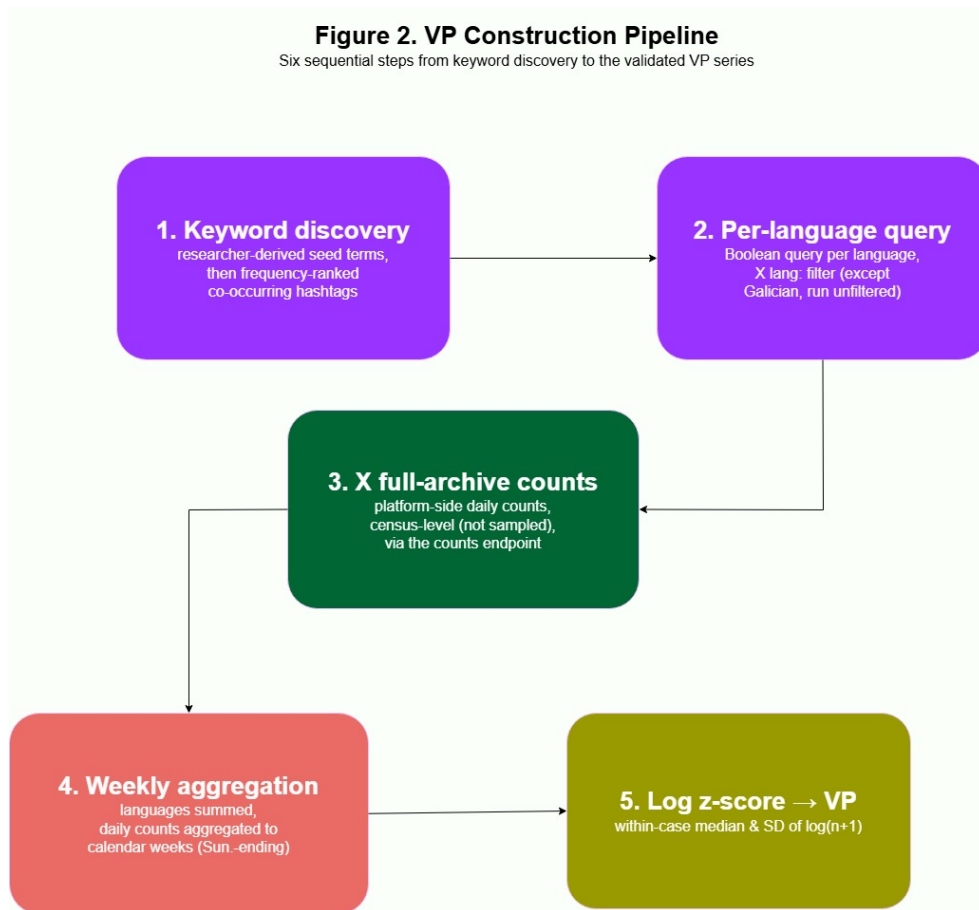 Figure 2. VP Construction Pipeline
Six sequential steps from keyword discovery to the validated VP series
1. Keyword discovery
researcher-derived seed terms,
then frequency-ranked
co-occurring hashtags
2. Per-language query
Boolean query per language,
X lang: filter (except
Galician, run unfiltered)
3. X full-archive counts
platform-side daily counts,
census-level (not sampled),
via the counts endpoint
4. Weekly aggregation
languages summed,
daily counts aggregated to
calendar weeks (Sun.-ending)
5. Log z-score → VP
within-case median & SD of log(n+1)